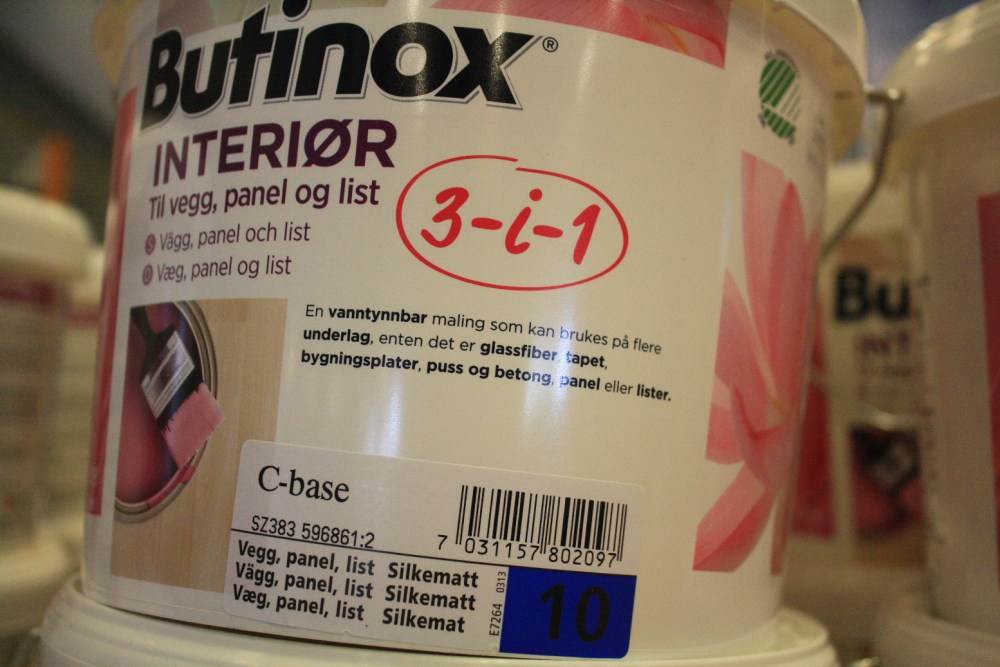 Butinox®
INTERIØR
Til vegg, panel og list
S Vägg, panel och list
D Væg, panel og list
3-i-1
En vanntynnbar maling som kan brukes på flere
underlag, enten det er glassfiber, tapet,
bygningsplater, puss og betong, panel eller lister.
C-base
SZ383 596861:2
7 031157 802097
Vegg, panel, list Silkematt
Vägg, panel, list Silkematt
Væg, panel, list Silkemat
E7264 0313
10
Bu